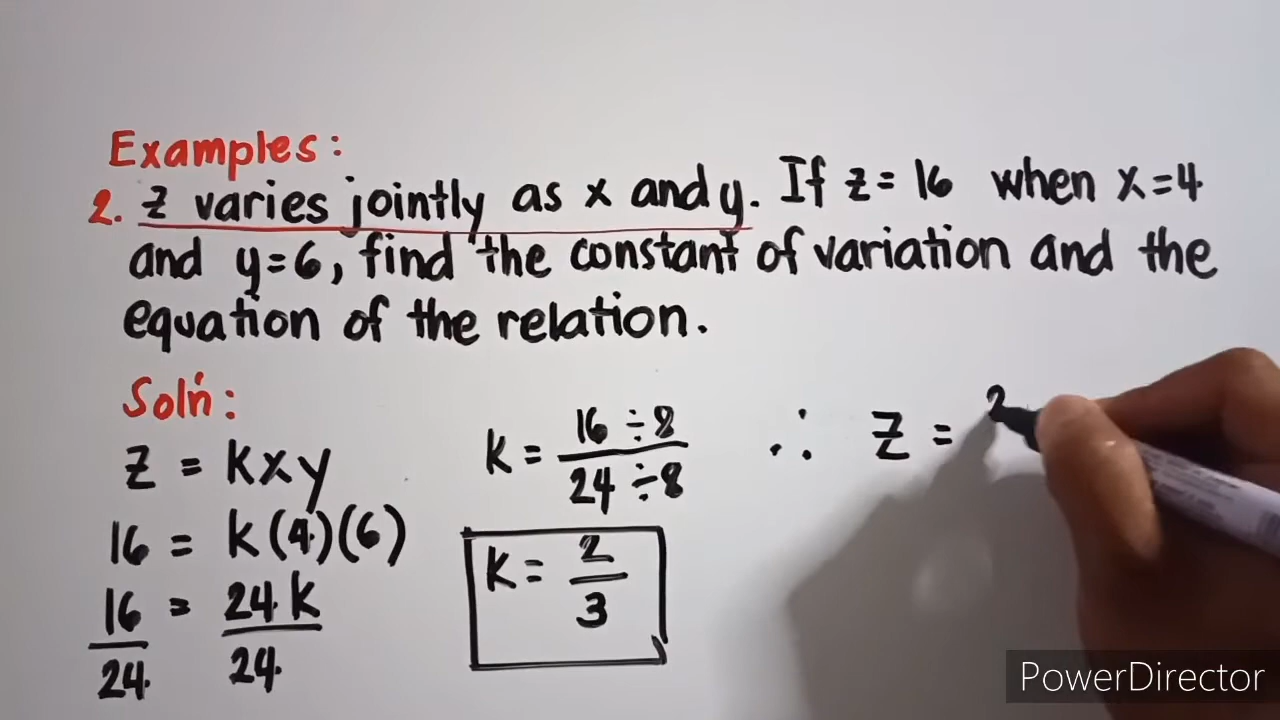 Examples:
2. z varies jointly as x and y. If z = 16 when x = 4
and y = 6, find the constant of variation and the
equation of the relation.
Sol'n:
z = kxy
16 = k(4)(6)
16/24 = 24k/24
k = 16 ÷ 8 / 24 ÷ 8
k = 2/3
∴ z = 2
PowerDirector